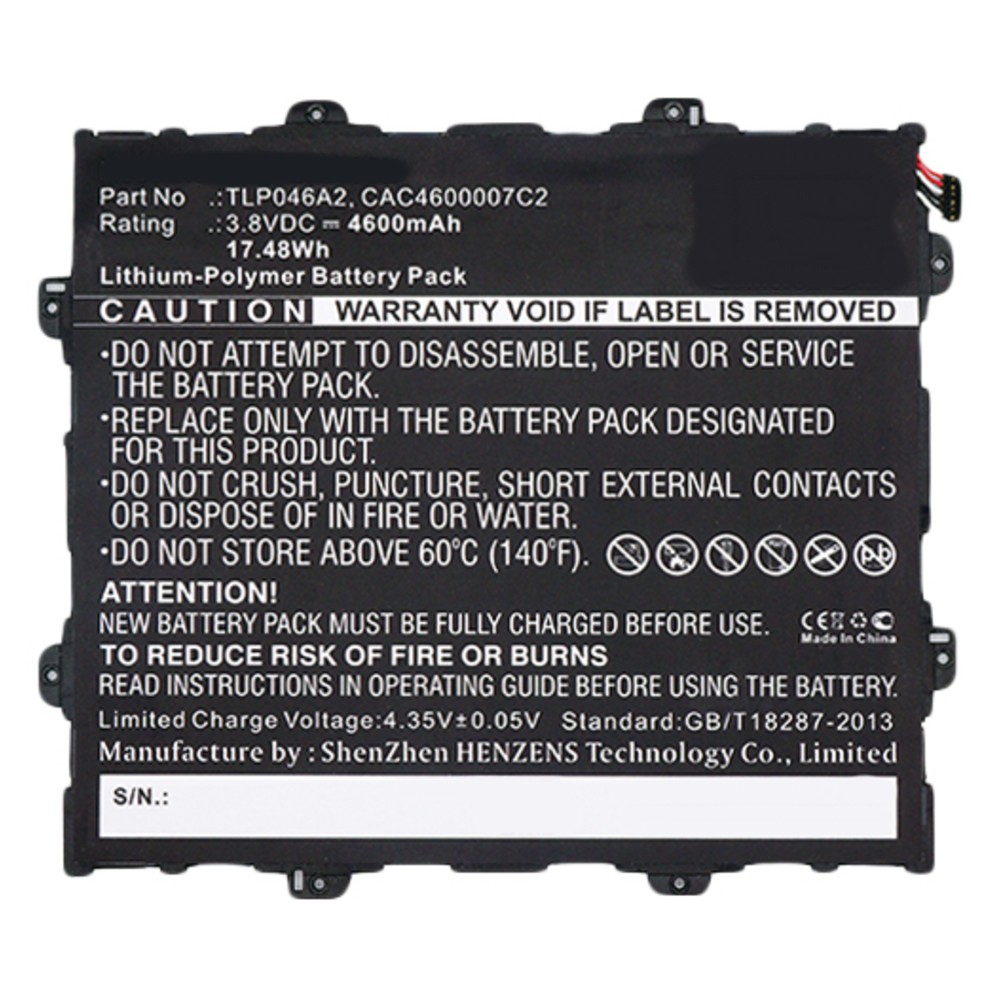 Part No .: TLP046A2, CAC4600007C2
Rating .: 3.8VDC ⎓ 4600mAh
17.48Wh
Lithium-Polymer Battery Pack
CAUTION WARRANTY VOID IF LABEL IS REMOVED
•DO NOT ATTEMPT TO DISASSEMBLE, OPEN OR SERVICE
THE BATTERY PACK.
•REPLACE ONLY WITH THE BATTERY PACK DESIGNATED
FOR THIS PRODUCT.
•DO NOT CRUSH, PUNCTURE, SHORT EXTERNAL CONTACTS
OR DISPOSE OF IN FIRE OR WATER.
•DO NOT STORE ABOVE 60°C (140°F).
Pb
ATTENTION!
NEW BATTERY PACK MUST BE FULLY CHARGED BEFORE USE.
CE
Made In China
TO REDUCE RISK OF FIRE OR BURNS
READ INSTRUCTIONS IN OPERATING GUIDE BEFORE USING THE BATTERY.
Limited Charge Voltage:4.35V±0.05V Standard:GB/T18287-2013
Manufacture by : ShenZhen HENZENS Technology Co., Limited
S/N.: